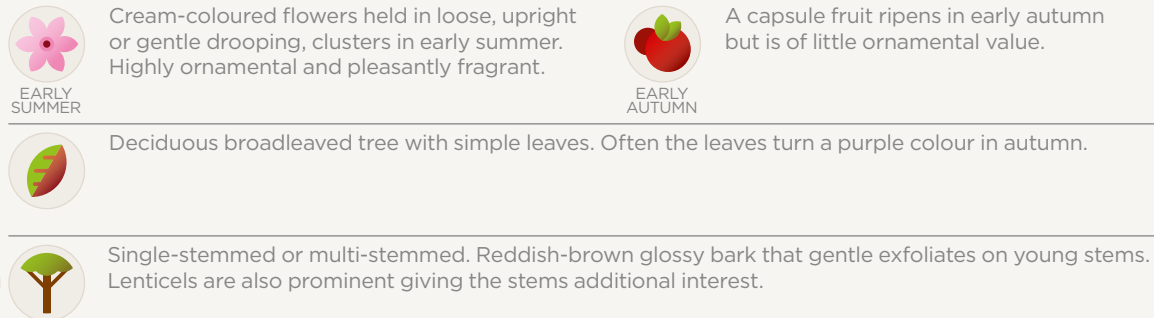 Cream-coloured flowers held in loose, upright
or gentle drooping, clusters in early summer.
Highly ornamental and pleasantly fragrant.
EARLY
SUMMER
A capsule fruit ripens in early autumn
but is of little ornamental value.
EARLY
AUTUMN
Deciduous broadleaved tree with simple leaves. Often the leaves turn a purple colour in autumn.
Single-stemmed or multi-stemmed. Reddish-brown glossy bark that gentle exfoliates on young stems.
Lenticels are also prominent giving the stems additional interest.